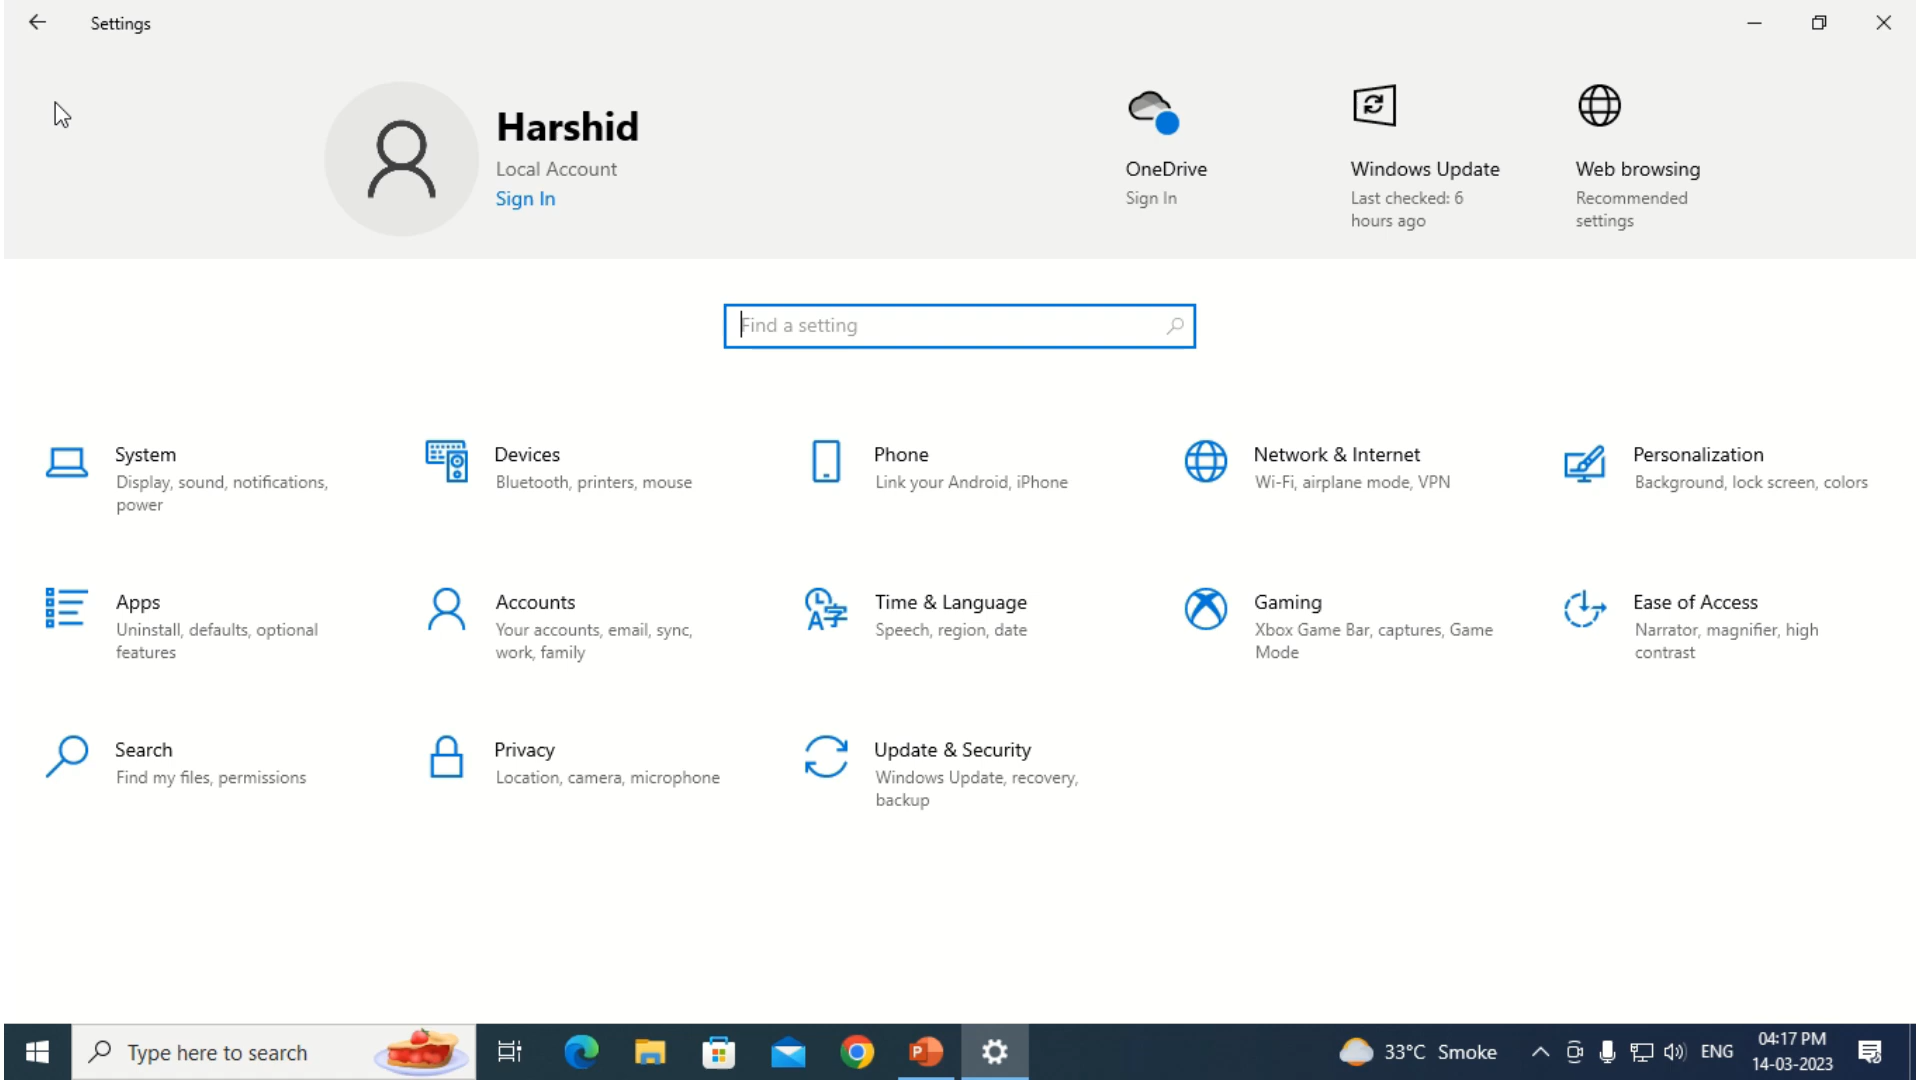 Settings
Harshid
Local Account
Sign In
OneDrive
Sign In
Windows Update
Last checked: 6
hours ago
Web browsing
Recommended
settings
Find a setting
System
Display, sound, notifications,
power
Devices
Bluetooth, printers, mouse
Phone
Link your Android, iPhone
Network & Internet
Wi-Fi, airplane mode, VPN
Personalization
Background, lock screen, colors
Apps
Uninstall, defaults, optional
features
Accounts
Your accounts, email, sync,
work, family
Time & Language
Speech, region, date
Gaming
Xbox Game Bar, captures, Game
Mode
Ease of Access
Narrator, magnifier, high
contrast
Search
Find my files, permissions
Privacy
Location, camera, microphone
Update & Security
Windows Update, recovery,
backup
Type here to search
33°C Smoke
ENG
04:17 PM
14-03-2023